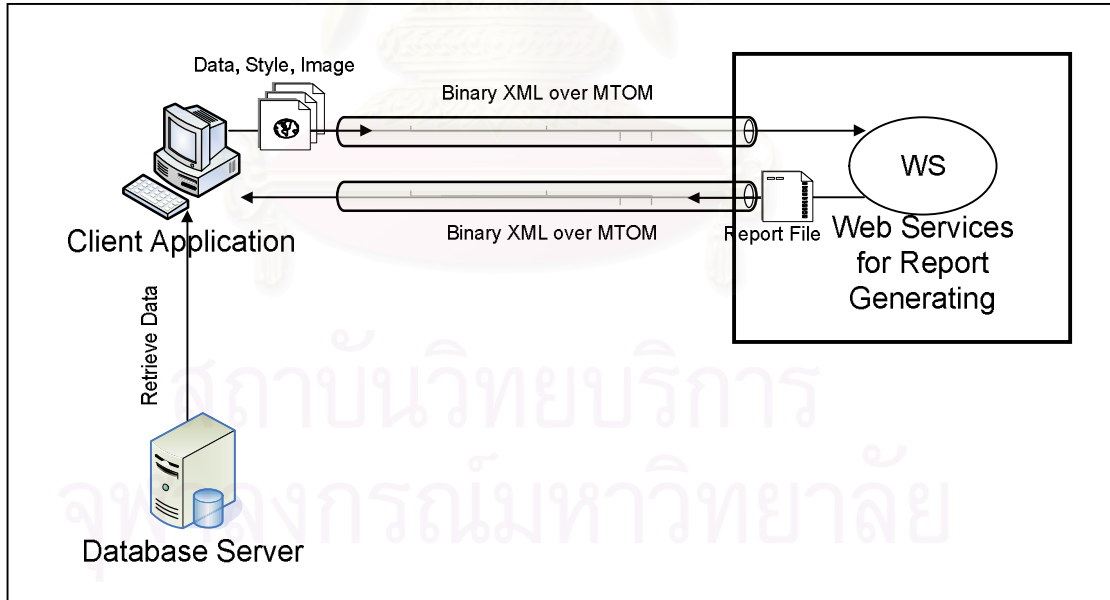 Data, Style, Image
Binary XML over MTOM
WS
Client Application
Binary XML over MTOM
Report File
Web Services
for Report
Generating
Retrieve Data
Database Server
สถาบันวิทยบริการ
จุฬาลงกรณ์มหาวิทยาลัย